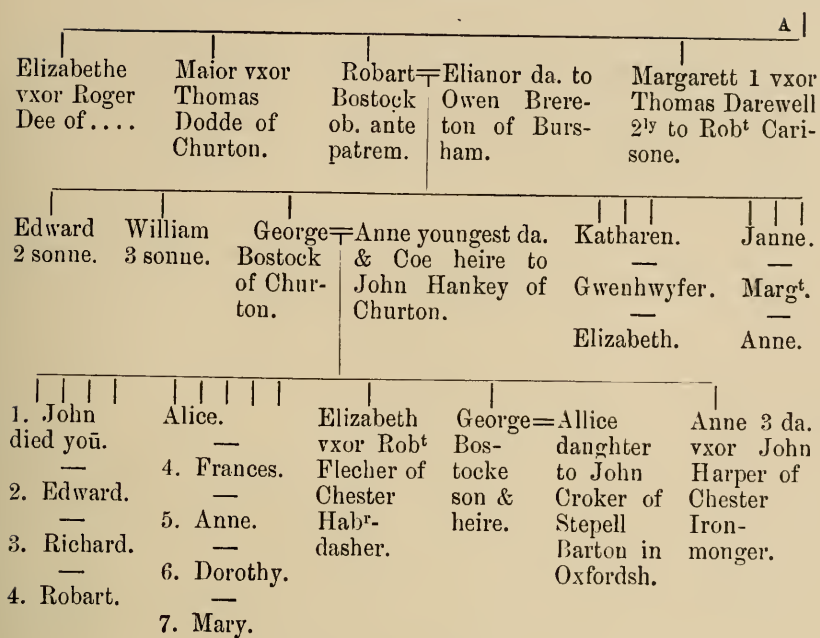 A
Elizabethe
vxor Roger
Dee of....
Maior vxor
Thomas
Dodde of
Churton.
Robart
Bostock
ob. ante
patrem.
Elianor da. to
Owen Brere-
ton of Burs-
ham.
Margarett 1 vxor
Thomas Darewell
2ly to Robt Cari-
sone.
Edward
2 sonne.
William
3 sonne.
George
Bostock
of Chur-
ton.
Anne youngest da.
& Coe heire to
John Hankey of
Churton.
Katharen.
—
Gwenhwyfer.
—
Elizabeth.
Janne.
—
Margt.
—
Anne.
1. John
died yoū.
—
2. Edward.
—
3. Richard.
—
4. Robart.
Alice.
—
4. Frances.
—
5. Anne.
—
6. Dorothy.
—
7. Mary.
Elizabeth
vxor Robt
Flecher of
Chester
Habr-
dasher.
George
Bos-
tocke
son &
heire.
Allice
daughter
to John
Croker of
Stepell
Barton in
Oxfordsh.
Anne 3 da.
vxor John
Harper of
Chester
Iron-
monger.